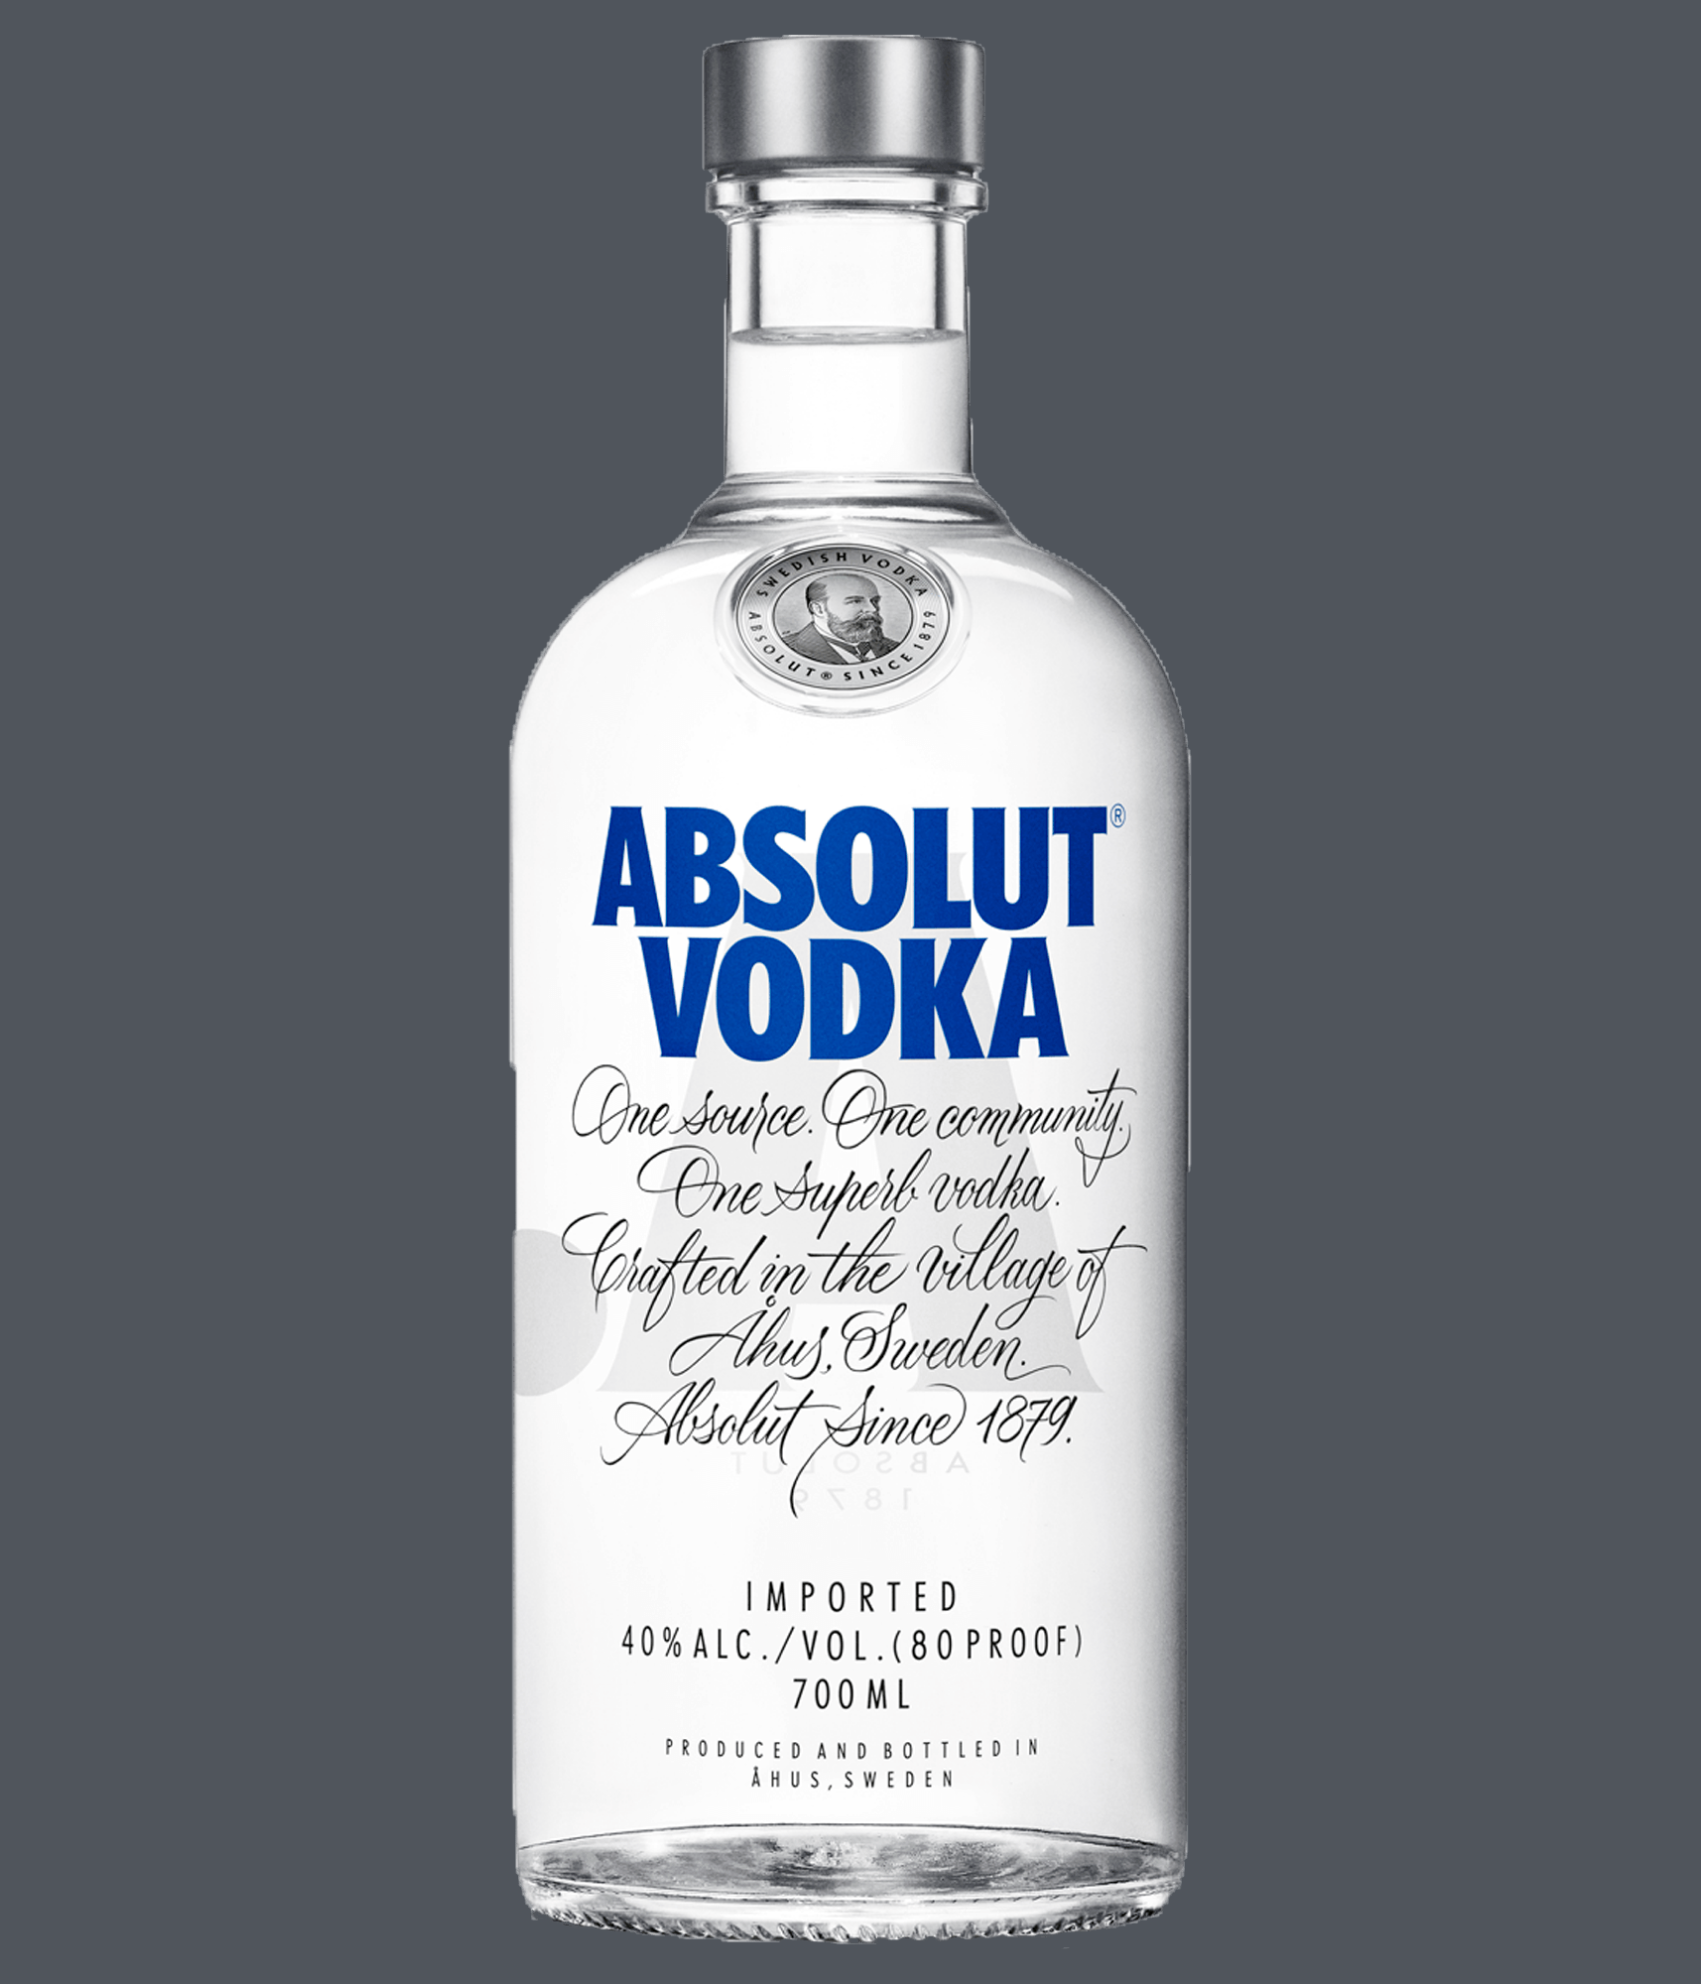 SWEDISH VODKA
ABSOLUT® SINCE 1879
ABSOLUT®
VODKA
One source. One community.
One superb vodka.
Crafted in the village of
Åhus, Sweden.
Absolut Since 1879.
ABSOLUT
1879
IMPORTED
40% ALC./VOL.(80 PROOF)
700 ML
PRODUCED AND BOTTLED IN
ÅHUS, SWEDEN